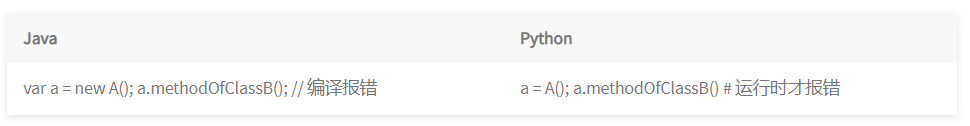 Java Python
var a = new A(); a.methodOfClassB(); // 编译报错 a = A(); a.methodOfClassB() # 运行时才报错